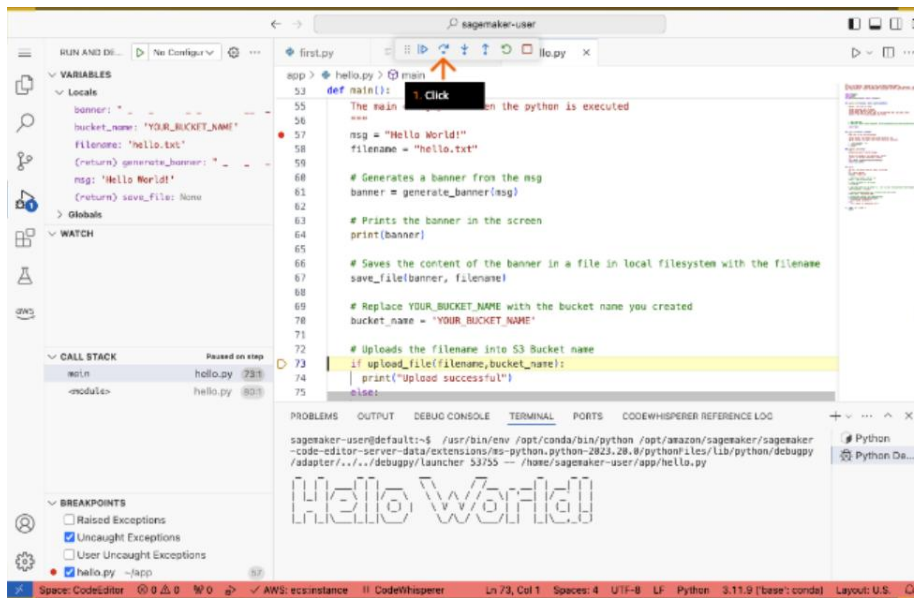 sagemaker-user
RUN AND DE...
No Configur
first.py
llo.py
VARIABLES
Locals
banner: "_ _ _ _ _
bucket_name: "YOUR_BUCKET_NAME"
filename: 'hello.txt'
(return) generate_banner: "_ _ _
msg: 'Hello World!'
(return) save_file: None
Globals
WATCH
CALL STACK
Paused on step
main hello.py 73:1
<module> hello.py 80:1
BREAKPOINTS
Raised Exceptions
Uncaught Exceptions
User Uncaught Exceptions
hello.py ~/app 57
app > hello.py > main
1. Click
53 def main():
55 The main en the python is executed
56 """
57 msg = "Hello World!"
58 filename = "hello.txt"
59
60 # Generates a banner from the msg
61 banner = generate_banner(msg)
62
63 # Prints the banner in the screen
64 print(banner)
65
66 # Saves the content of the banner in a file in local filesystem with the filename
67 save_file(banner, filename)
68
69 # Replace YOUR_BUCKET_NAME with the bucket name you created
70 bucket_name = 'YOUR_BUCKET_NAME'
71
72 # Uploads the filename into S3 Bucket name
73 if upload_file(filename,bucket_name):
74 print("Upload successful")
75 else:
PROBLEMS OUTPUT DEBUG CONSOLE TERMINAL PORTS CODEWHISPERER REFERENCE LOG
sagemaker-user@default:~$ /usr/bin/env /opt/conda/bin/python /opt/amazon/sagemaker/sagemaker
-code-editor-server-data/extensions/ms-python.python-2023.20.0/pythonFiles/lib/python/debugpy
/adapter/../../debugpy/launcher 53755 -- /home/sagemaker-user/app/hello.py
Hello World!
Python
Python De...
aws
Space: CodeEditor 0 0 0 AWS: ecs:instance CodeWhisperer Ln 73, Col 1 Spaces: 4 UTF-8 LF Python 3.11.9 ('base': conda) Layout: U.S.